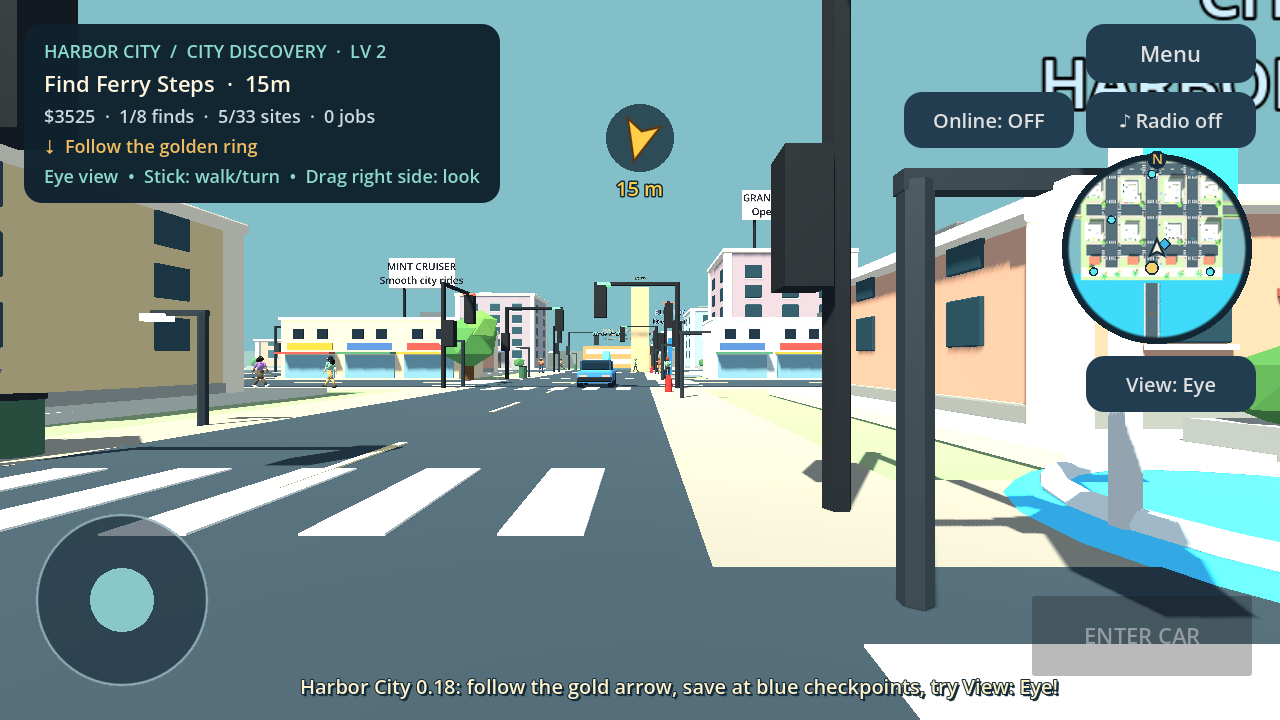 HARBOR CITY / CITY DISCOVERY · LV 2
Find Ferry Steps · 15m
$3525 · 1/8 finds · 5/33 sites · 0 jobs
↓ Follow the golden ring
Eye view • Stick: walk/turn • Drag right side: look
15 m
Menu
Online: OFF
♪ Radio off
N
View: Eye
MINT CRUISER
Smooth city rides
GRAN
Ope
ENTER CAR
Harbor City 0.18: follow the gold arrow, save at blue checkpoints, try View: Eye!